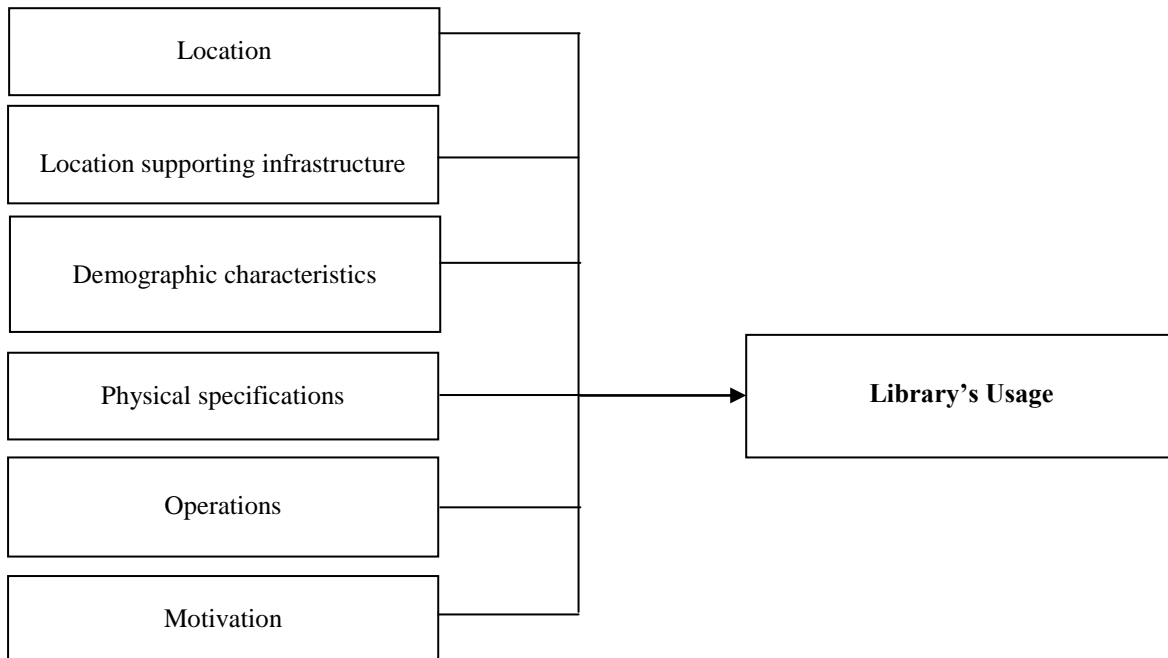 Location
Location supporting infrastructure
Demographic characteristics
Physical specifications
Library’s Usage
Operations
Motivation